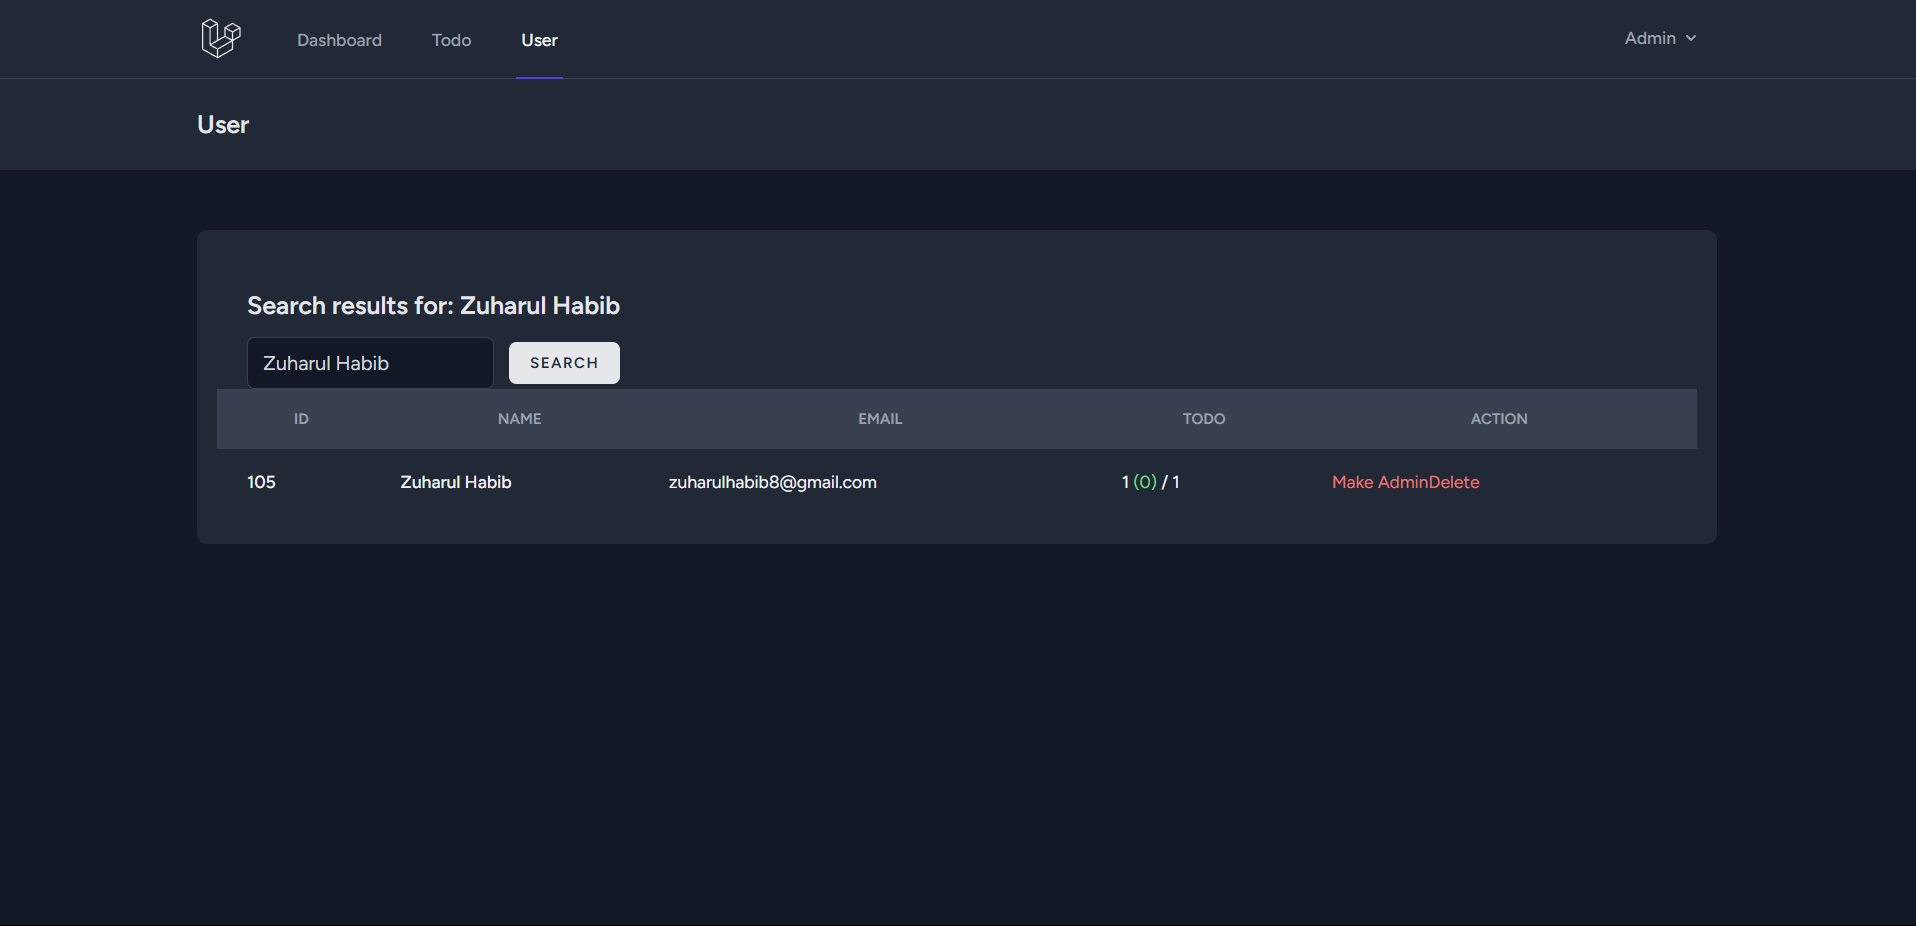 Dashboard Todo User Admin
User
Search results for: Zuharul Habib
Zuharul Habib SEARCH
ID NAME EMAIL TODO ACTION
105 Zuharul Habib zuharulhabib8@gmail.com 1 (0) / 1 Make AdminDelete